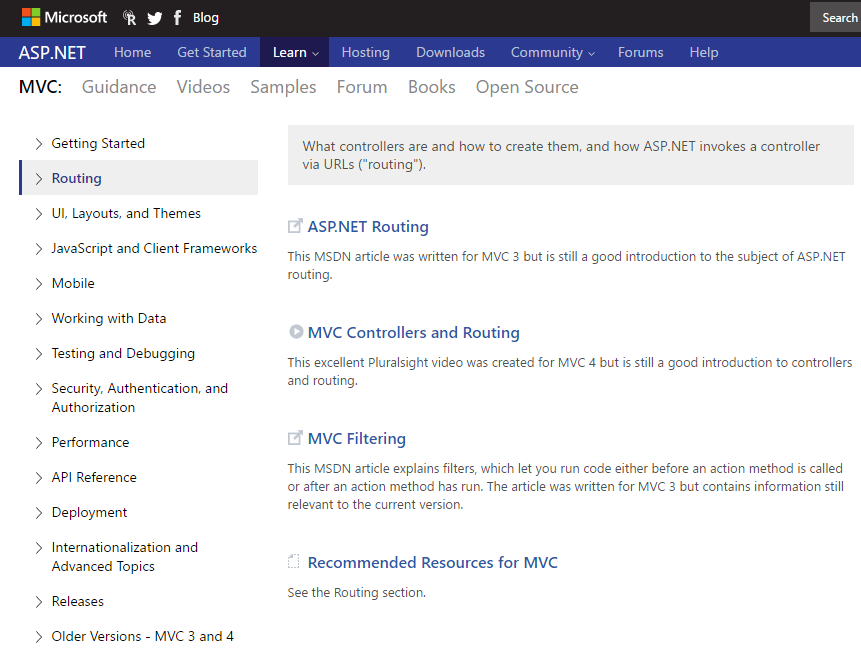 Microsoft Blog Search
ASP.NET Home Get Started Learn Hosting Downloads Community Forums Help
MVC: Guidance Videos Samples Forum Books Open Source
Getting Started
Routing
UI, Layouts, and Themes
JavaScript and Client Frameworks
Mobile
Working with Data
Testing and Debugging
Security, Authentication, and
Authorization
Performance
API Reference
Deployment
Internationalization and
Advanced Topics
Releases
Older Versions - MVC 3 and 4
What controllers are and how to create them, and how ASP.NET invokes a controller
via URLs ("routing").
ASP.NET Routing
This MSDN article was written for MVC 3 but is still a good introduction to the subject of ASP.NET
routing.
MVC Controllers and Routing
This excellent Pluralsight video was created for MVC 4 but is still a good introduction to controllers
and routing.
MVC Filtering
This MSDN article explains filters, which let you run code either before an action method is called
or after an action method has run. The article was written for MVC 3 but contains information still
relevant to the current version.
Recommended Resources for MVC
See the Routing section.